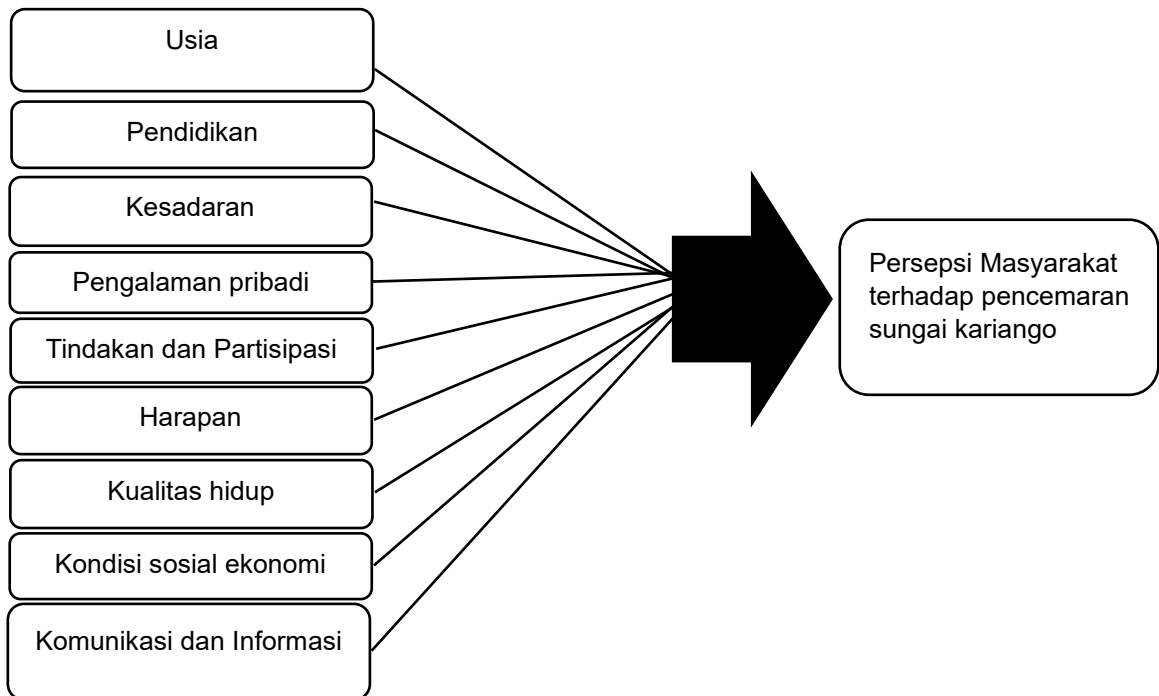 Usia
Pendidikan
Kesadaran
Pengalaman pribadi
Tindakan dan Partisipasi
Harapan
Kualitas hidup
Kondisi sosial ekonomi
Komunikasi dan Informasi
Persepsi Masyarakat
terhadap pencemaran
sungai kariango